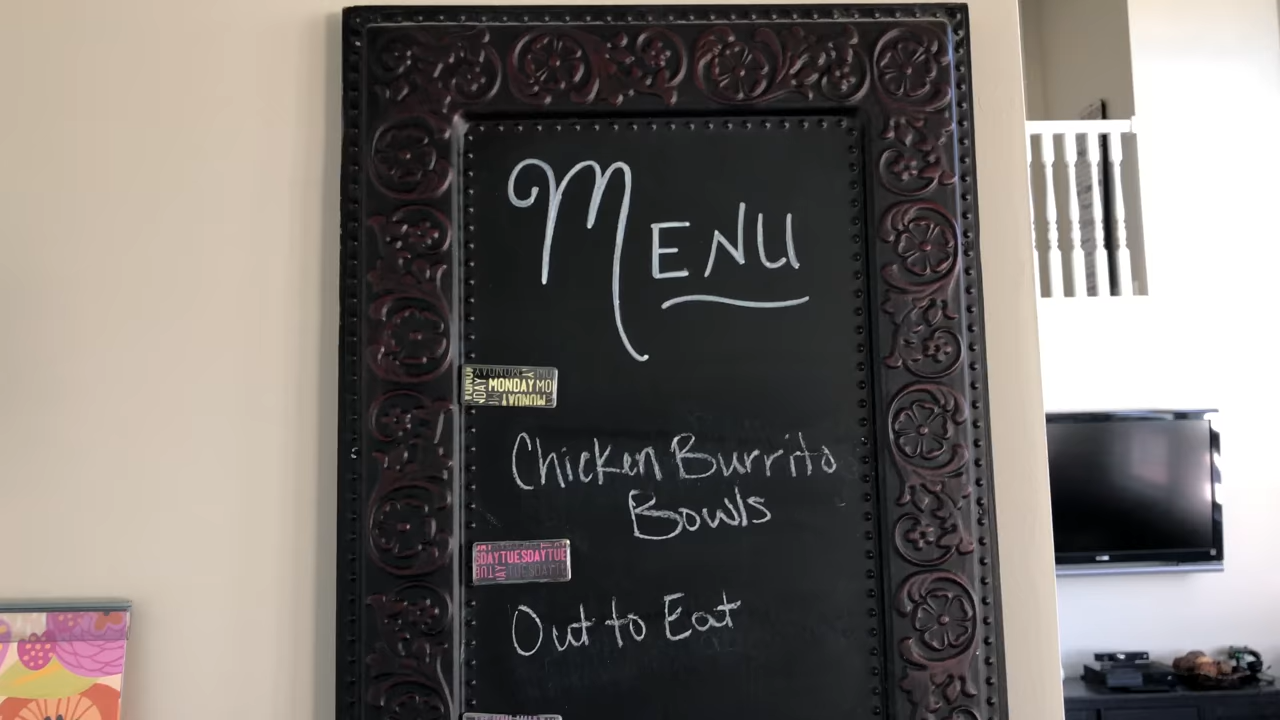 MENU
MONDAY
Chicken Burrito
Bowls
TUESDAY
Out to Eat